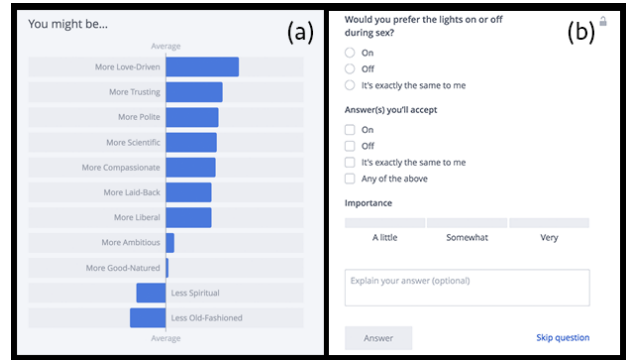 You might be...
(a)
Average
More Love-Driven
More Trusting
More Polite
More Scientific
More Compassionate
More Laid-Back
More Liberal
More Ambitious
More Good-Natured
Less Spiritual
Less Old-Fashioned
Average
Would you prefer the lights on or off
during sex?
(b)
On
Off
It's exactly the same to me
Answer(s) you'll accept
On
Off
It's exactly the same to me
Any of the above
Importance
A little Somewhat Very
Explain your answer (optional)
Answer Skip question